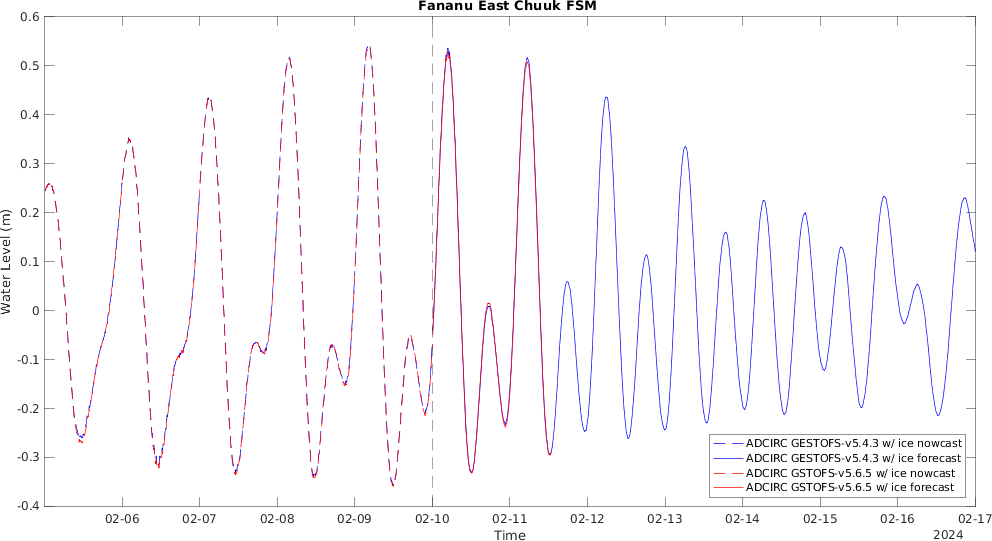 Fananu East Chuuk FSM
0.6
0.5
0.4
0.3
0.2
0.1
0
-0.1
-0.2
-0.3
-0.4
Water Level (m)
ADCIRC GESTOFS-v5.4.3 w/ ice nowcast
ADCIRC GESTOFS-v5.4.3 w/ ice forecast
ADCIRC GSTOFS-v5.6.5 w/ ice nowcast
ADCIRC GSTOFS-v5.6.5 w/ ice forecast
02-06 02-07 02-08 02-09 02-10 02-11 02-12 02-13 02-14 02-15 02-16 02-17
Time
2024